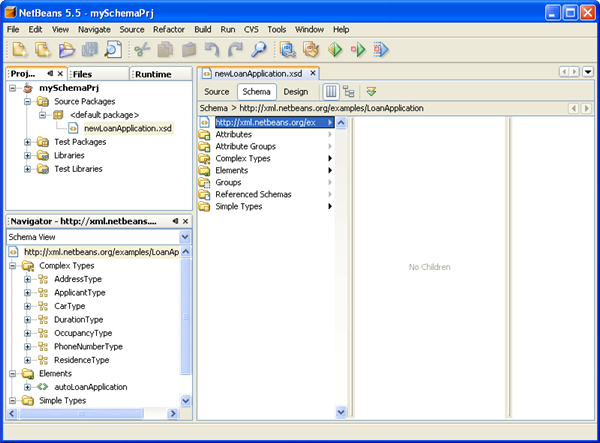 NetBeans 5.5 - mySchemaPrj
File Edit View Navigate Source Refactor Build Run CVS Tools Window Help
Proj... Files Runtime
mySchemaPrj
Source Packages
<default package>
newLoanApplication.xsd
Test Packages
Libraries
Test Libraries
Navigator - http://xml.netbeans....
Schema View
http://xml.netbeans.org/examples/LoanAp
Complex Types
AddressType
ApplicantType
CarType
DurationType
OccupancyType
PhoneNumberType
ResidenceType
Elements
autoLoanApplication
Simple Types
newLoanApplication.xsd
Source Schema Design
Schema > http://xml.netbeans.org/examples/LoanApplication
http://xml.netbeans.org/ex
Attributes
Attribute Groups
Complex Types
Elements
Groups
Referenced Schemas
Simple Types
No Children